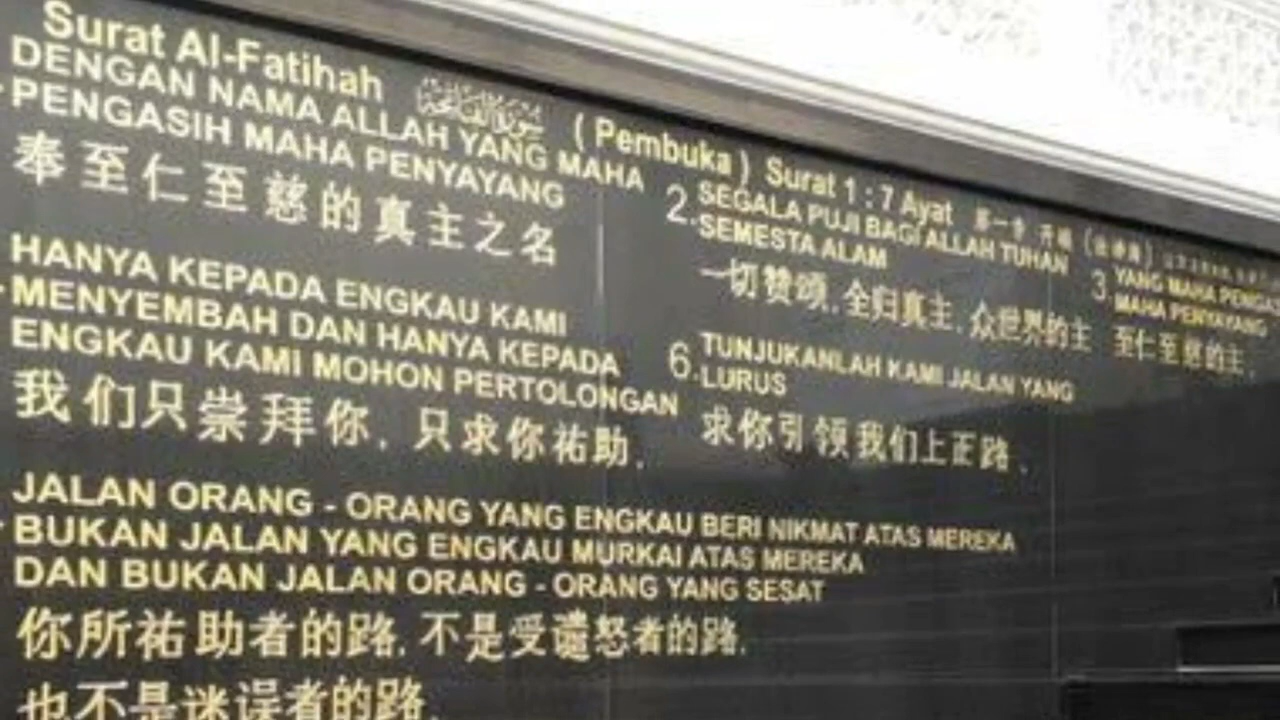 Surat Al-Fatihah سورة الفاتحة ( Pembuka ) Surat 1 : 7 Ayat
DENGAN NAMA ALLAH YANG MAHA
PENGASIH MAHA PENYAYANG
奉至仁至慈的真主之名
2. SEGALA PUJI BAGI ALLAH TUHAN
SEMESTA ALAM
一切赞颂,全归真主,众世界的主
3. YANG MAHA
MAHA PENYAYANG
至仁至慈的主,
HANYA KEPADA ENGKAU KAMI
MENYEMBAH DAN HANYA KEPADA
ENGKAU KAMI MOHON PERTOLONGAN
我们只崇拜你, 只求你祐助,
6. TUNJUKANLAH KAMI JALAN YANG
LURUS
求你引领我们上正路,
JALAN ORANG - ORANG YANG ENGKAU BERI NIKMAT ATAS MEREKA
BUKAN JALAN YANG ENGKAU MURKAI ATAS MEREKA
DAN BUKAN JALAN ORANG - ORANG YANG SESAT
你所祐助者的路,不是受谴怒者的路,
也不是迷误者的路,